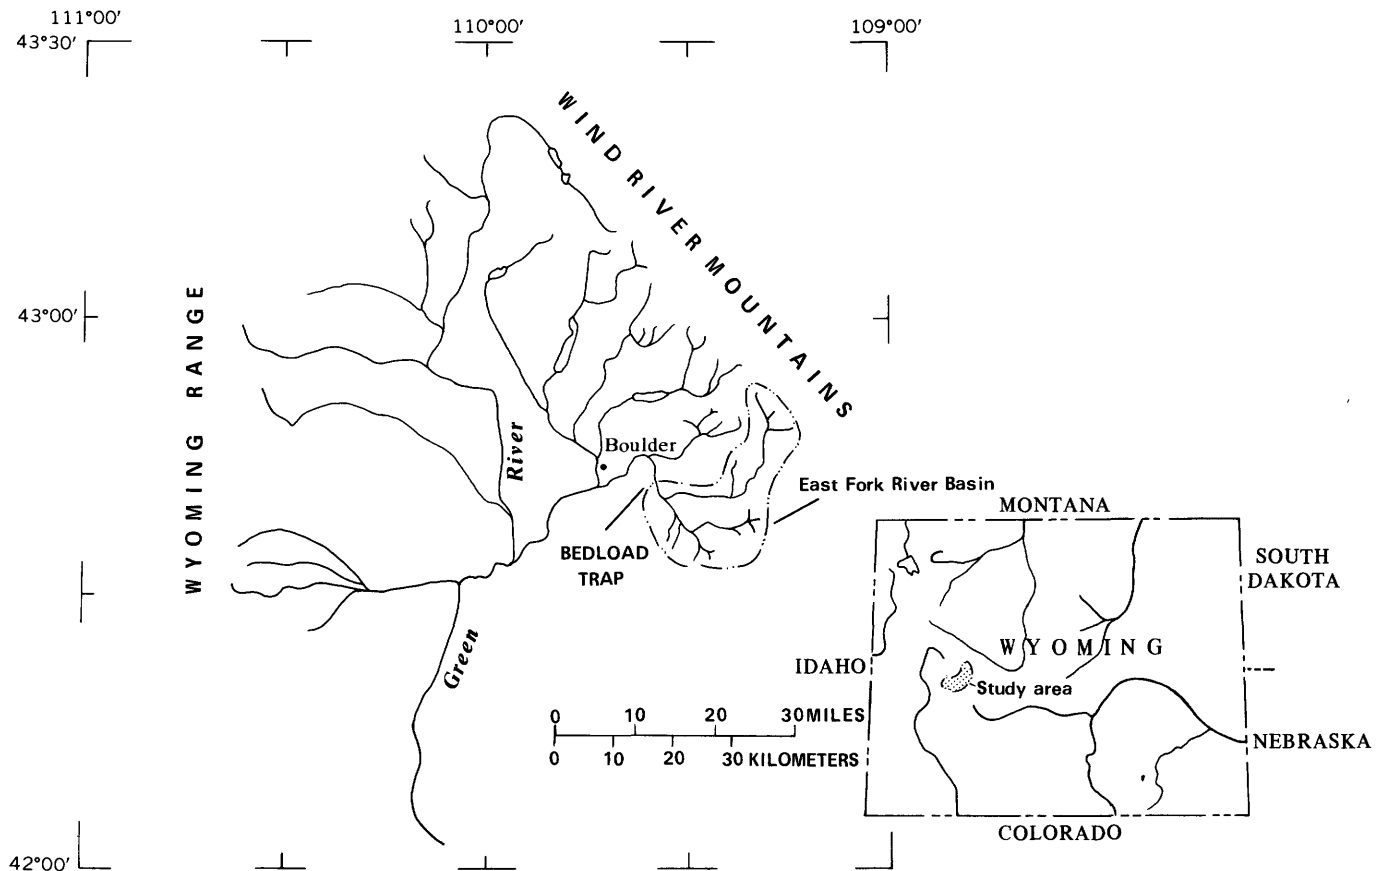 111°00'
110°00'
109°00'
43°30'
WIND RIVER MOUNTAINS
43°00'
WYOMING RANGE
River
Boulder
East Fork River Basin
BEDLOAD
TRAP
Green
MONTANA
SOUTH
DAKOTA
WYOMING
IDAHO
Study area
NEBRASKA
COLORADO
0 10 20 30 MILES
0 10 20 30 KILOMETERS
42°00'